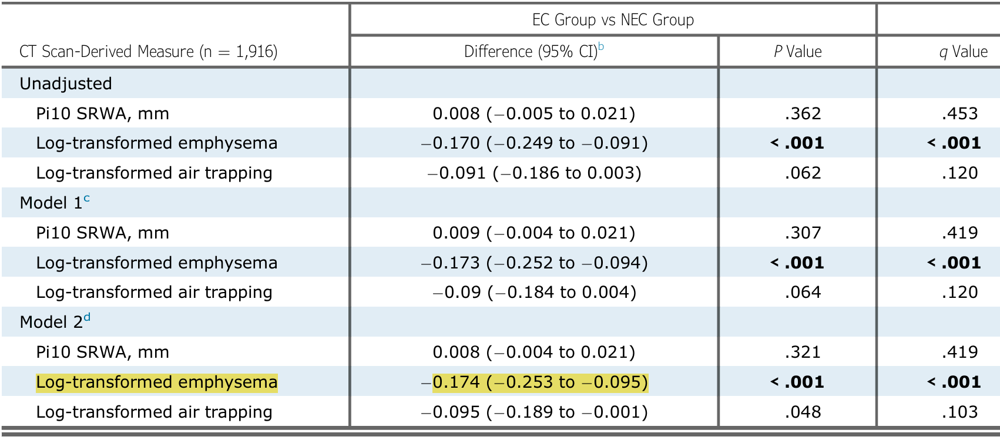 EC Group vs NEC Group
CT Scan-Derived Measure (n = 1,916) Difference (95% CI)b P Value q Value
Unadjusted
Pi10 SRWA, mm 0.008 (−0.005 to 0.021) .362 .453
Log-transformed emphysema −0.170 (−0.249 to −0.091) < .001 < .001
Log-transformed air trapping −0.091 (−0.186 to 0.003) .062 .120
Model 1c
Pi10 SRWA, mm 0.009 (−0.004 to 0.021) .307 .419
Log-transformed emphysema −0.173 (−0.252 to −0.094) < .001 < .001
Log-transformed air trapping −0.09 (−0.184 to 0.004) .064 .120
Model 2d
Pi10 SRWA, mm 0.008 (−0.004 to 0.021) .321 .419
Log-transformed emphysema −0.174 (−0.253 to −0.095) < .001 < .001
Log-transformed air trapping −0.095 (−0.189 to −0.001) .048 .103